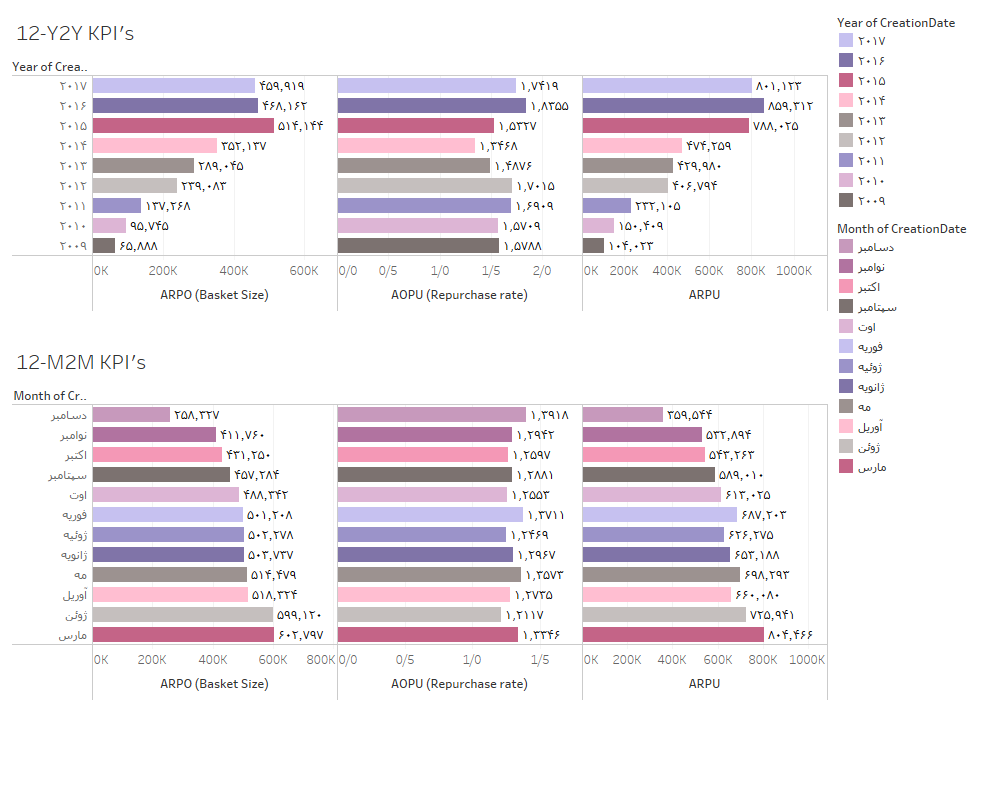 12-Y2Y KPI's
Year of Crea..
۲۰۱۷ ۴۵۹,۹۱۹ ۱,۷۴۱۹ ۸۰۱,۱۲۳
۲۰۱۶ ۴۶۸,۱۶۲ ۱,۸۳۵۵ ۸۵۹,۳۱۲
۲۰۱۵ ۵۱۴,۱۴۴ ۱,۵۳۲۷ ۷۸۸,۰۲۵
۲۰۱۴ ۳۵۲,۱۳۷ ۱,۳۴۶۸ ۴۷۴,۲۵۹
۲۰۱۳ ۲۸۹,۰۴۵ ۱,۴۸۷۶ ۴۲۹,۹۸۰
۲۰۱۲ ۲۳۹,۰۸۳ ۱,۷۰۱۵ ۴۰۶,۷۹۴
۲۰۱۱ ۱۳۷,۲۶۸ ۱,۶۹۰۹ ۲۳۲,۱۰۵
۲۰۱۰ ۹۵,۷۴۵ ۱,۵۷۰۹ ۱۵۰,۴۰۹
۲۰۰۹ ۶۵,۸۸۸ ۱,۵۷۸۸ ۱۰۴,۰۲۳
0K 200K 400K 600K 0/0 0/5 1/5 2/0 0K 200K 400K 600K 800K 1000K
ARPO (Basket Size) AOPU (Repurchase rate) ARPU
12-M2M KPI's
Month of Cr..
دسامبر ۲۵۸,۳۲۷ ۱,۳۹۱۸ ۳۵۹,۵۴۴
نوامبر ۴۱۱,۷۶۰ ۱,۲۹۴۲ ۵۳۲,۸۹۴
اکتبر ۴۳۱,۲۵۰ ۱,۲۵۹۷ ۵۴۳,۲۶۳
سپتامبر ۴۵۷,۲۸۴ ۱,۲۸۸۱ ۵۸۹,۰۱۰
اوت ۴۸۸,۳۴۲ ۱,۲۵۵۳ ۶۱۳,۰۲۵
فوریه ۵۰۱,۲۰۸ ۱,۳۷۱۱ ۶۸۷,۲۰۳
ژوئیه ۵۰۲,۲۷۸ ۱,۲۴۶۹ ۶۲۶,۲۷۵
ژانویه ۵۰۳,۷۳۷ ۱,۲۹۶۷ ۶۵۳,۱۸۸
مه ۵۱۴,۴۷۹ ۱,۳۵۷۳ ۶۹۸,۲۹۳
آوریل ۵۱۸,۳۲۴ ۱,۲۷۳۵ ۶۶۰,۰۸۰
ژوئن ۵۹۹,۱۲۰ ۱,۲۱۱۷ ۷۲۵,۹۴۱
مارس ۶۰۲,۷۹۷ ۱,۳۳۴۶ ۸۰۴,۴۶۶
0K 200K 400K 600K 800K 0/0 0/5 1/0 1/5 0K 200K 400K 600K 800K 1000K
ARPO (Basket Size) AOPU (Repurchase rate) ARPU
Year of CreationDate
۲۰۱۷
۲۰۱۶
۲۰۱۵
۲۰۱۴
۲۰۱۳
۲۰۱۲
۲۰۱۱
۲۰۱۰
۲۰۰۹
Month of CreationDate
دسامبر
نوامبر
اکتبر
سپتامبر
اوت
فوریه
ژوئیه
ژانویه
مه
آوریل
ژوئن
مارس